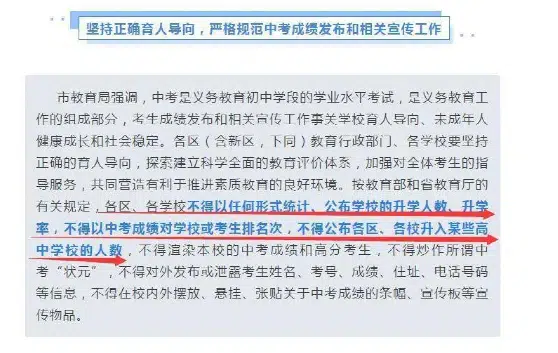 坚持正确育人导向，严格规范中考成绩发布和相关宣传工作
市教育局强调，中考是义务教育初中学段的学业水平考试，是义务教育工
作的组成部分，考生成绩发布和相关宣传工作事关学校育人导向、未成年人
健康成长和社会稳定。各区（含新区，下同）教育行政部门、各学校要坚持
正确的育人导向，探索建立科学全面的教育评价体系，加强对全体考生的指
导服务，共同营造有利于推进素质教育的良好环境。按教育部和省教育厅的
有关规定，各区、各学校不得以任何形式统计、公布学校的升学人数、升学
率，不得以中考成绩对学校或考生排名次，不得公布各区、各校升入某些高
中学校的人数，不得渲染本校的中考成绩和高分考生，不得炒作所谓中
考“状元”，不得对外发布或泄露考生姓名、考号、成绩、住址、电话号码
等信息，不得在校内外摆放、悬挂、张贴关于中考成绩的条幅、宣传板等宣
传物品。